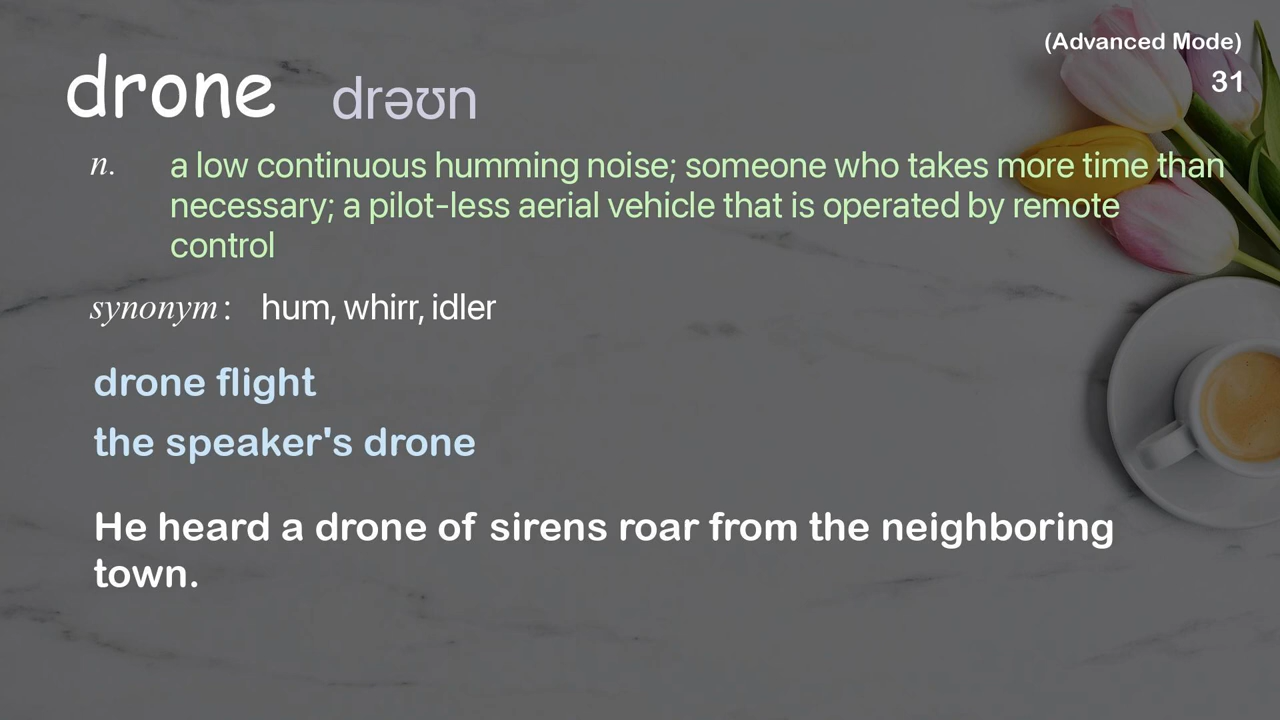 (Advanced Mode)
31
drone drəʊn
n. a low continuous humming noise; someone who takes more time than
necessary; a pilot-less aerial vehicle that is operated by remote
control
synonym: hum, whirr, idler
drone flight
the speaker's drone
He heard a drone of sirens roar from the neighboring
town.